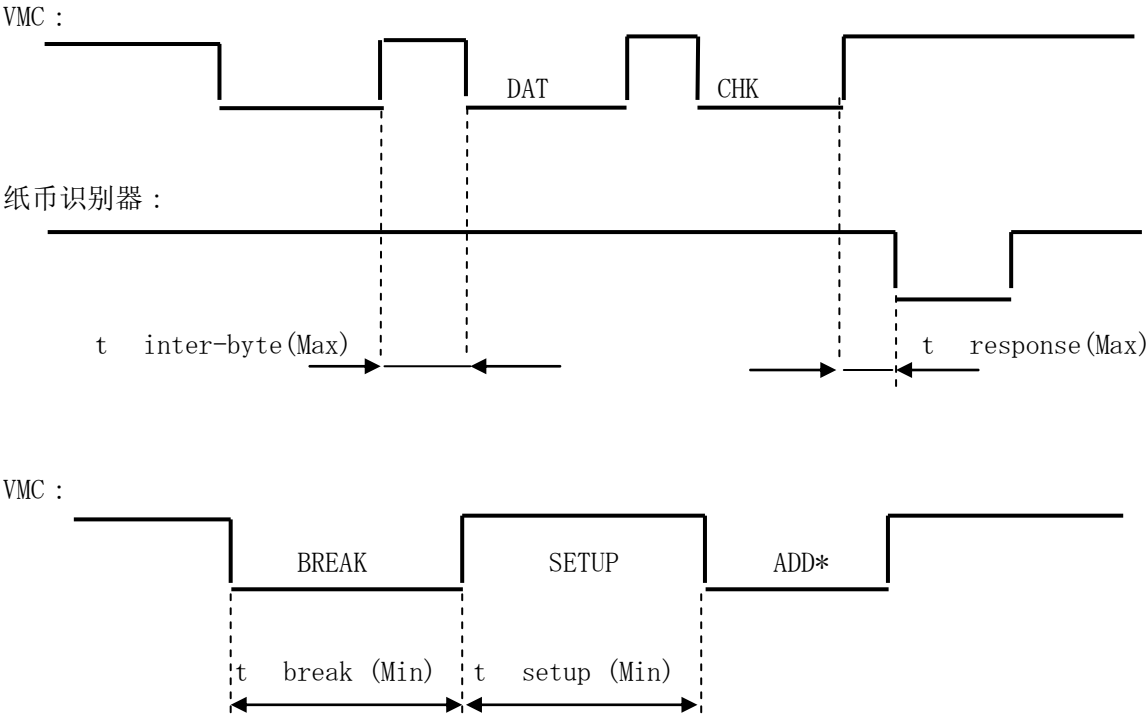 VMC：
DAT CHK
纸币识别器：
t inter-byte(Max) t response(Max)
VMC：
BREAK SETUP ADD*
t break (Min) t setup (Min)